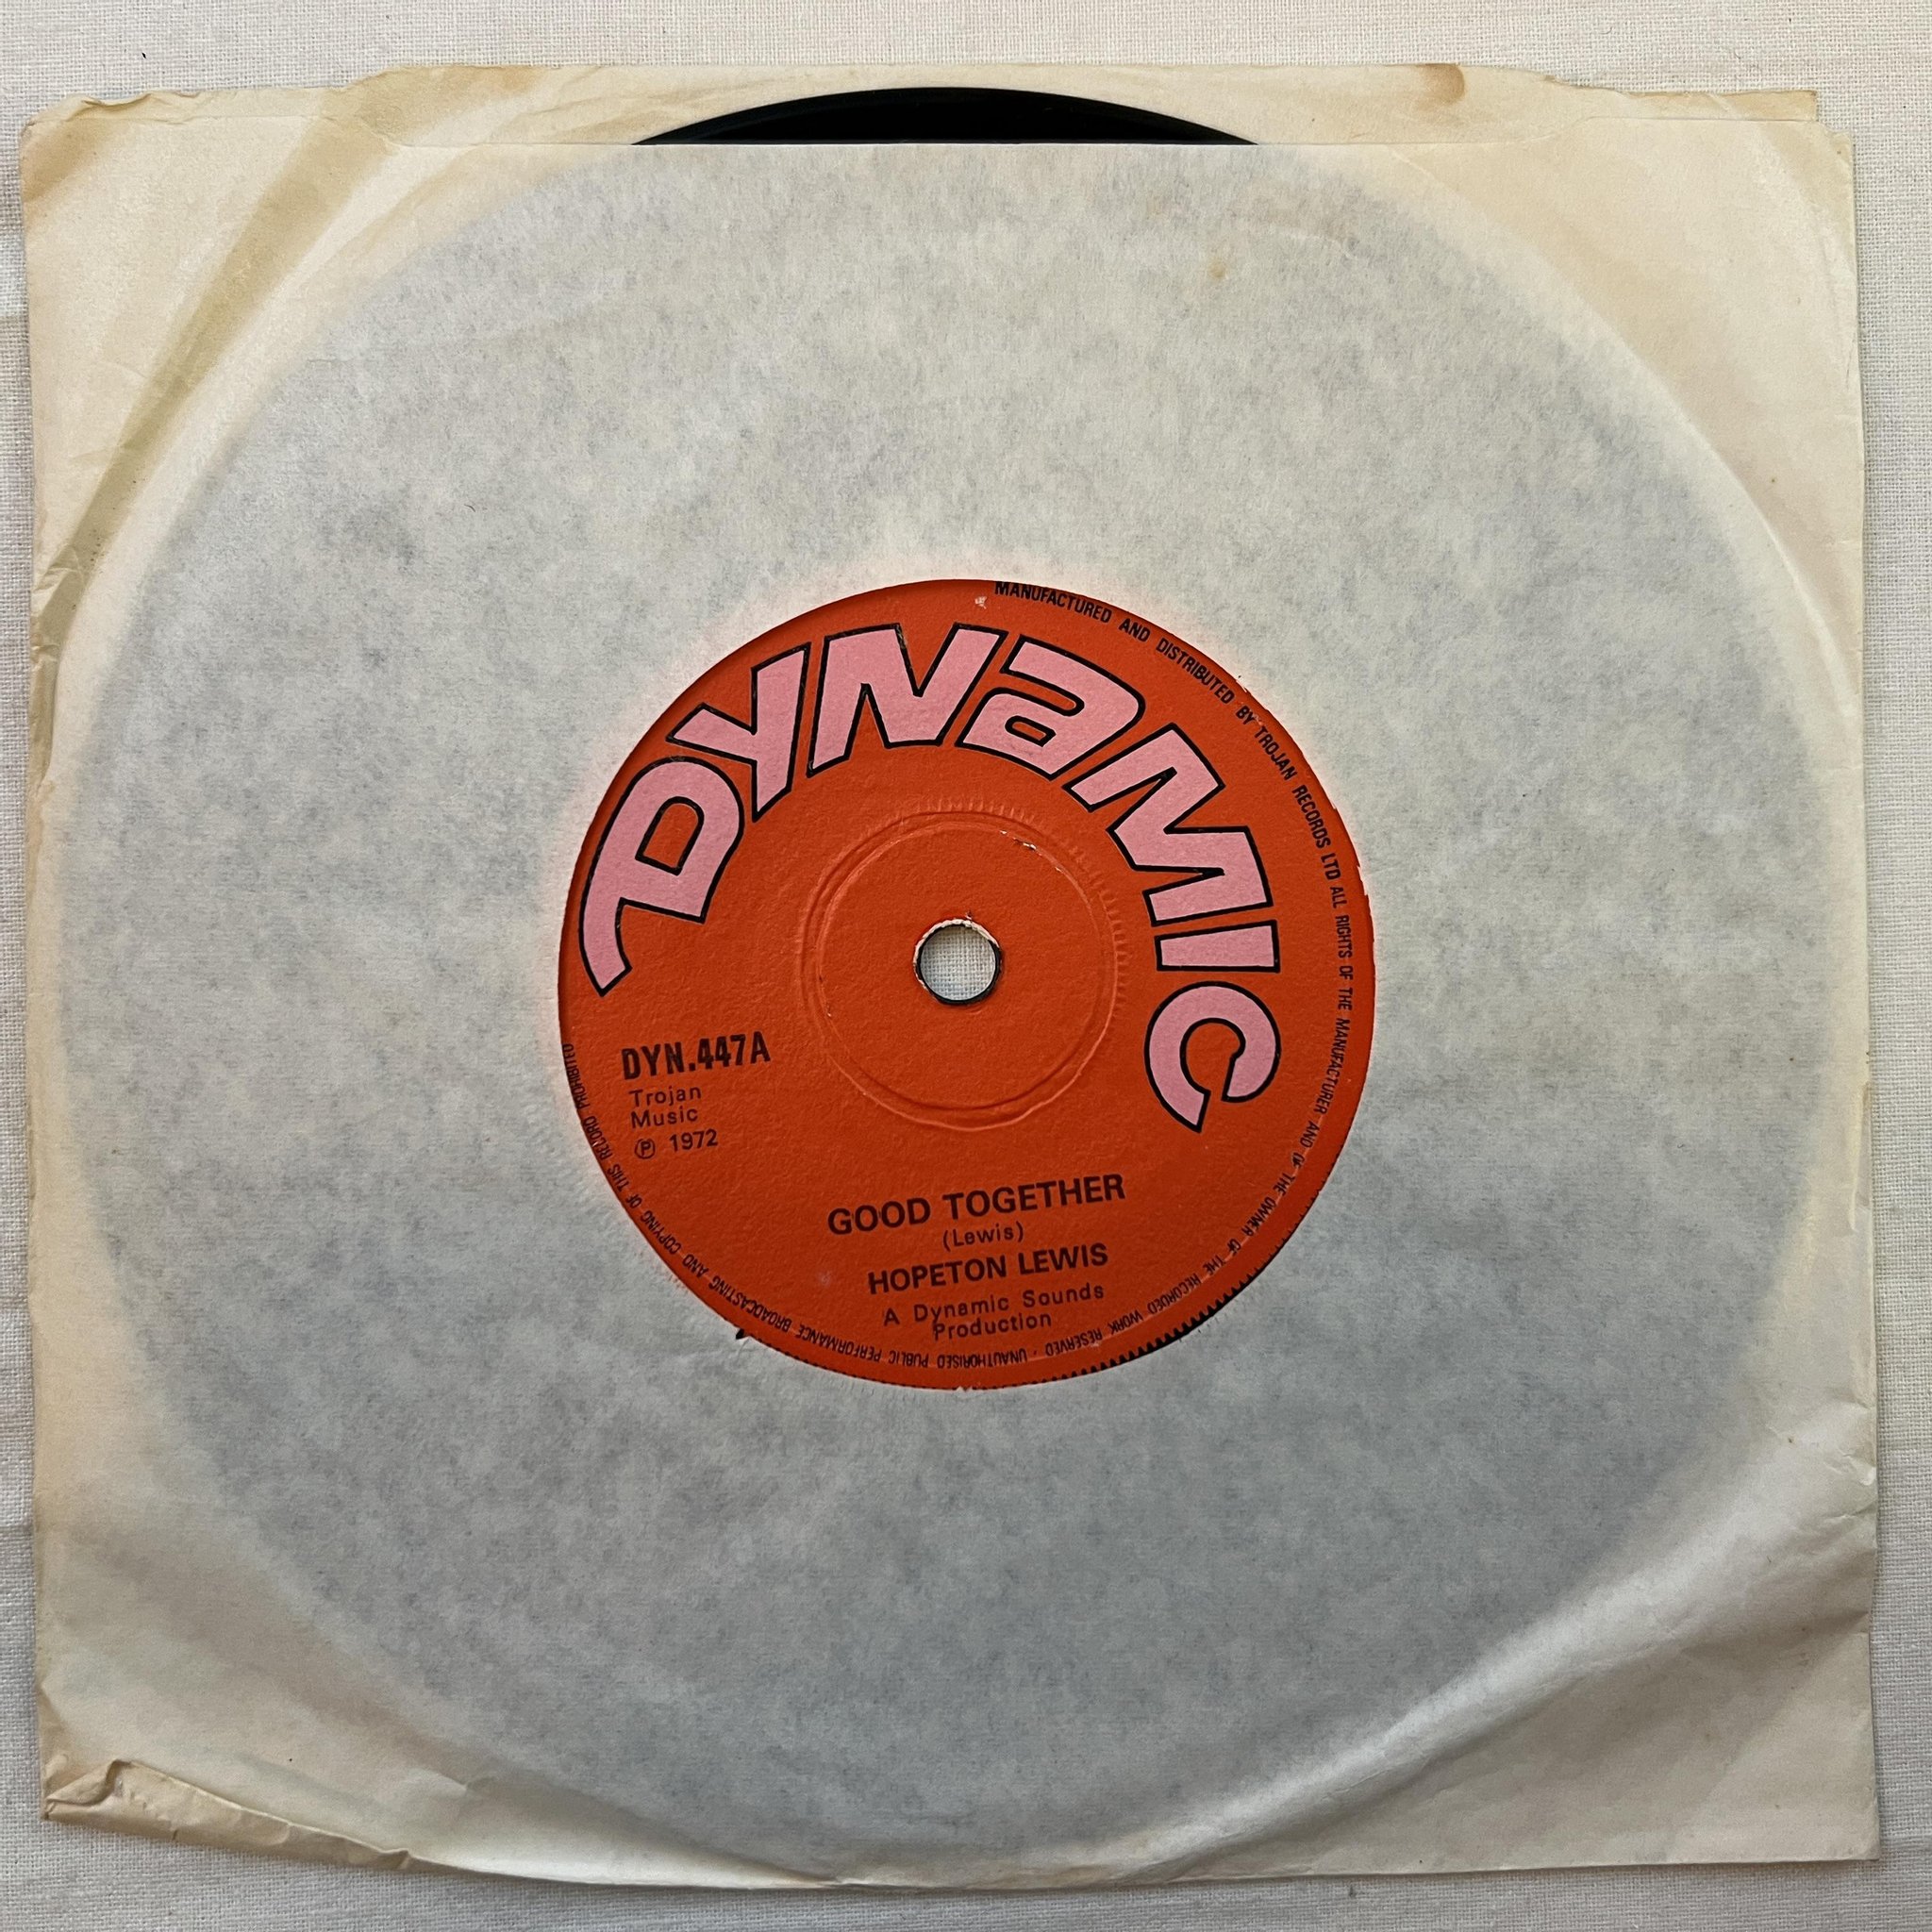 DYNAMIC
MANUFACTURED AND DISTRIBUTED BY TROJAN RECORDS LTD ALL RIGHTS OF THE MANUFACTURER AND OF THE OWNER OF THE RECORDED WORK RESERVED . UNAUTHORISED PUBLIC PERFORMANCE BROADCASTING AND COPYING OF THIS RECORD PROHIBITED
DYN.447A
Trojan
Music
℗ 1972
GOOD TOGETHER
(Lewis)
HOPETON LEWIS
A Dynamic Sounds
Production